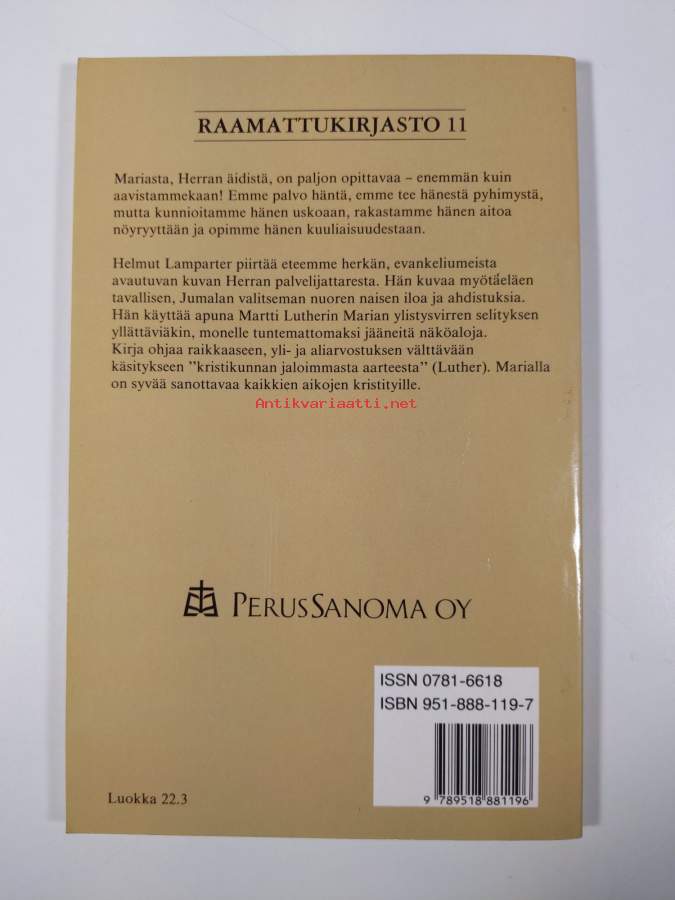 RAAMATTUKIRJASTO 11
Mariasta, Herran äidistä, on paljon opittavaa – enemmän kuin
aavistammekaan! Emme palvo häntä, emme tee hänestä pyhimystä,
mutta kunnioitamme hänen uskoaan, rakastamme hänen aitoa
nöyryyttään ja opimme hänen kuuliaisuudestaan.
Helmut Lamparter piirtää eteemme herkän, evankeliumeista
avautuvan kuvan Herran palvelijattaresta. Hän kuvaa myötäeläen
tavallisen, Jumalan valitseman nuoren naisen iloa ja ahdistuksia.
Hän käyttää apuna Martti Lutherin Marian ylistysvirren selityksen
yllättäviäkin, monelle tuntemattomaksi jääneitä näköaloja.
Kirja ohjaa raikkaaseen, yli- ja aliarvostuksen välttävään
käsitykseen ”kristikunnan jaloimmasta aarteesta” (Luther). Marialla
on syvää sanottavaa kaikkien aikojen kristityille.
Antikvariaatti.net
PERUSSANOMA OY
ISSN 0781-6618
ISBN 951-888-119-7
9 789518 881196
Luokka 22.3